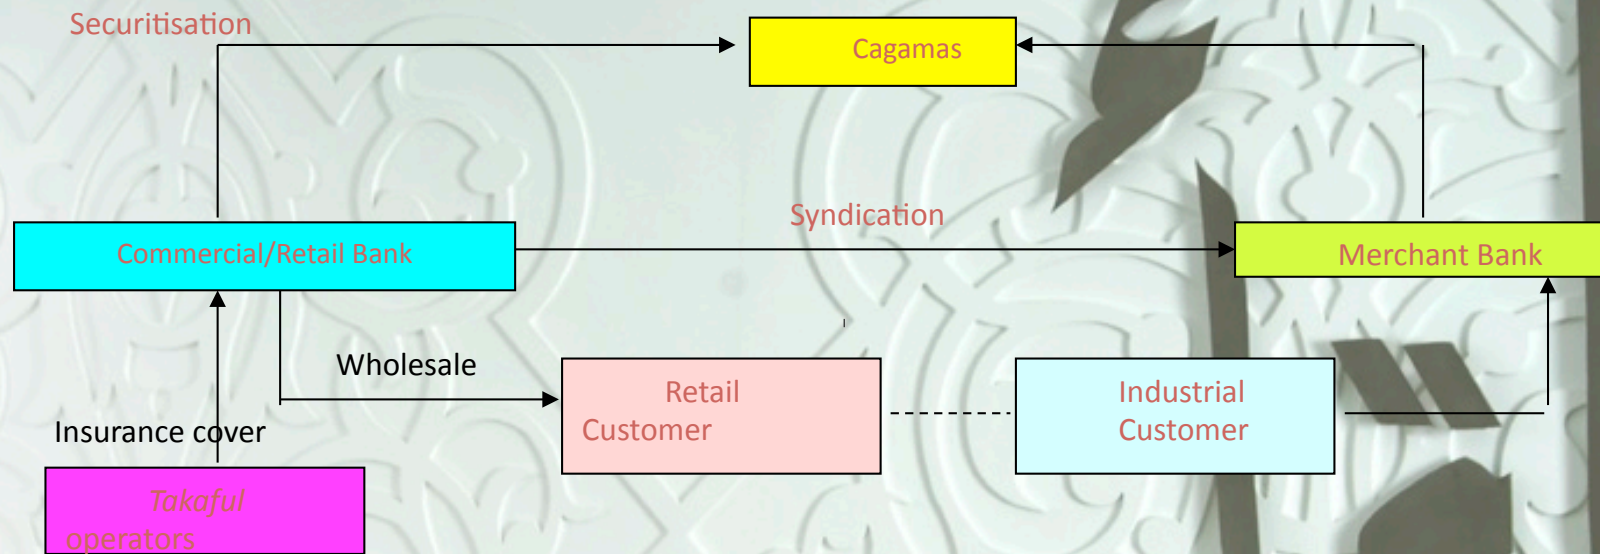 Securitisation
Cagamas
Syndication
Commercial/Retail Bank
Merchant Bank
Wholesale
Retail
Customer
Industrial
Customer
Insurance cover
Takaful
operators